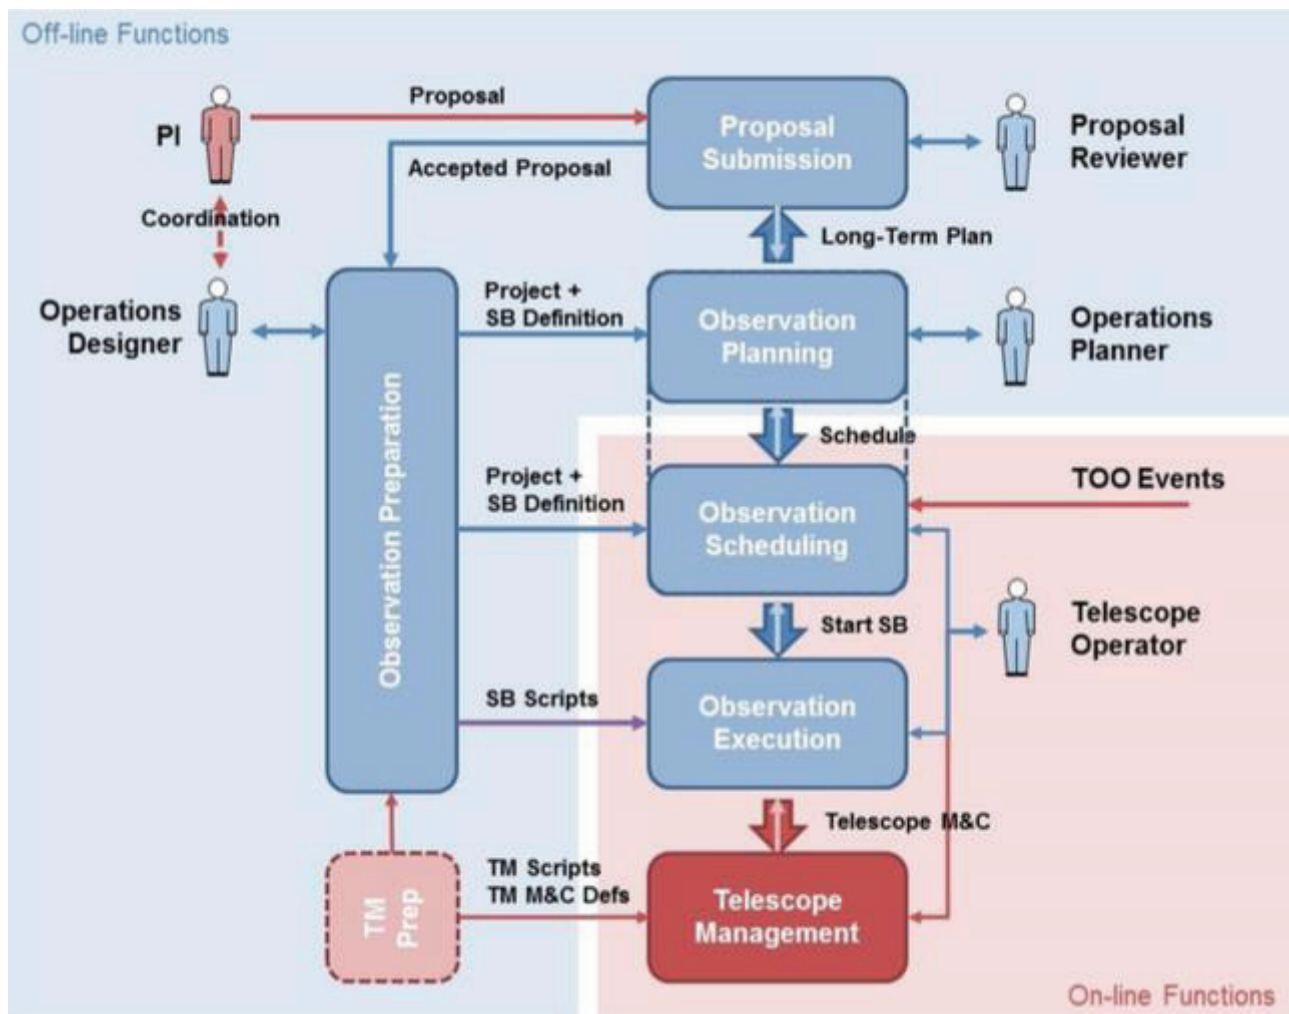 Off-line Functions
Proposal
PI
Proposal
Submission
Proposal
Reviewer
Accepted Proposal
Coordination
Long-Term Plan
Operations
Designer
Project +
SB Definition
Observation
Planning
Operations
Planner
Observation Preparation
Schedule
Project +
SB Definition
Observation
Scheduling
TOO Events
Start SB
Telescope
Operator
SB Scripts
Observation
Execution
Telescope M&C
TM
Prep
TM Scripts
TM M&C Defs
Telescope
Management
On-line Functions